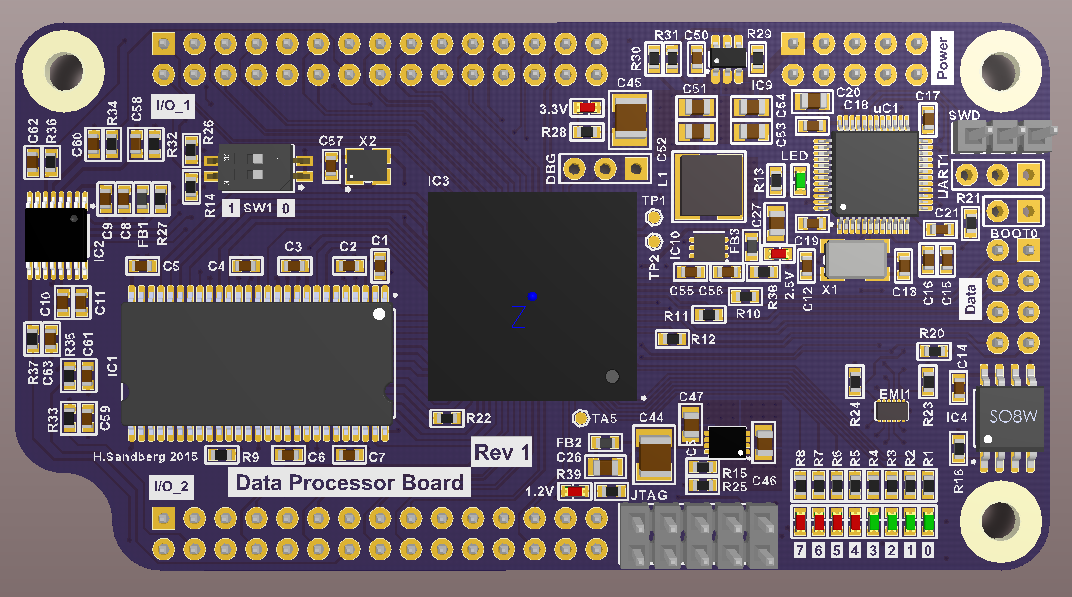 R31
C50
R29
R30
IC9
Power
C45
C51
C54
C20
C18
uC1
C17
I/O_1
3.3V
R28
C53
SWD
C62
R36
C60
R34
C58
R32
R26
C57
X2
DBG
C52
LED
R13
UART1
L1
IC3
R14
1 SW1 0
TP1
R21
C9
C8
FB1
R27
IC2
TP2
IC10
FB3
C27
C19
C21
BOOT0
C5
C4
C3
C2
C1
C55
C56
R38
2.5V
C12
X1
C13
C16
C15
Data
C10
C11
7
R10
R11
R12
R37
C63
R35
C61
IC1
R20
C14
R33
C59
R22
TA5
C44
C47
R24
EMI1
R23
IC4
SO8W
H.Sandberg 2015
R9
C6
C7
Rev 1
FB2
C26
R39
R15
R25
C46
R16
Data Processor Board
I/O_2
1.2V
JTAG
R8
R7
R6
R5
R4
R3
R2
R1
7 6 5 4 3 2 1 0